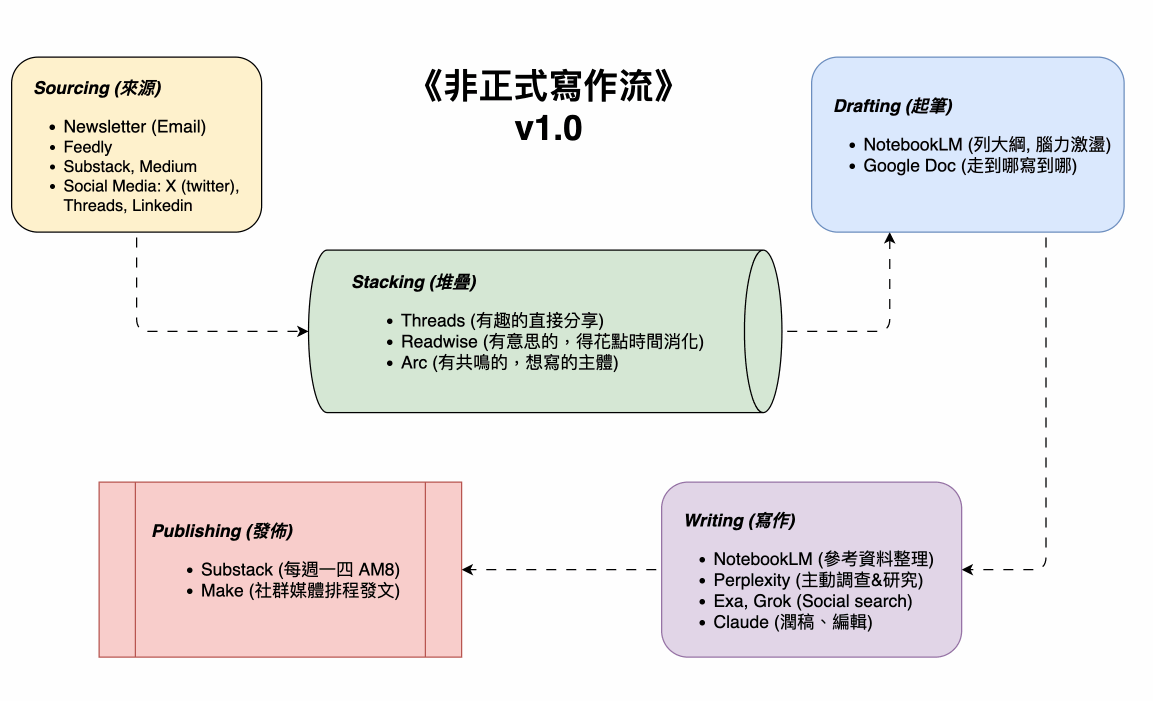 《非正式寫作流》
v1.0
Sourcing (來源)
Newsletter (Email)
Feedly
Substack, Medium
Social Media: X (twitter),
Threads, Linkedin
Stacking (堆疊)
Threads (有趣的直接分享)
Readwise (有意思的，得花點時間消化)
Arc (有共鳴的，想寫的主體)
Drafting (起筆)
NotebookLM (列大綱, 腦力激盪)
Google Doc (走到哪寫到哪)
Writing (寫作)
NotebookLM (參考資料整理)
Perplexity (主動調查&研究)
Exa, Grok (Social search)
Claude (潤稿、編輯)
Publishing (發佈)
Substack (每週一四 AM8)
Make (社群媒體排程發文)